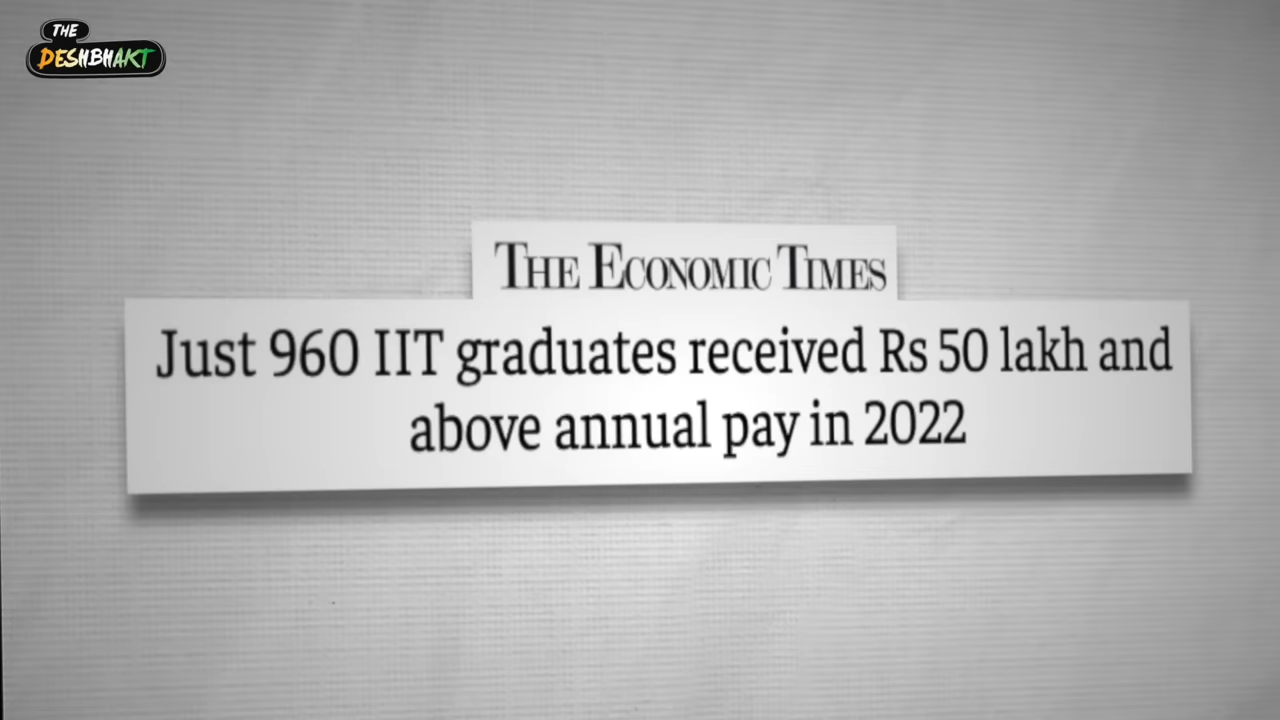 THE
DESHBHAKT
THE ECONOMIC TIMES
Just 960 IIT graduates received Rs 50 lakh and
above annual pay in 2022